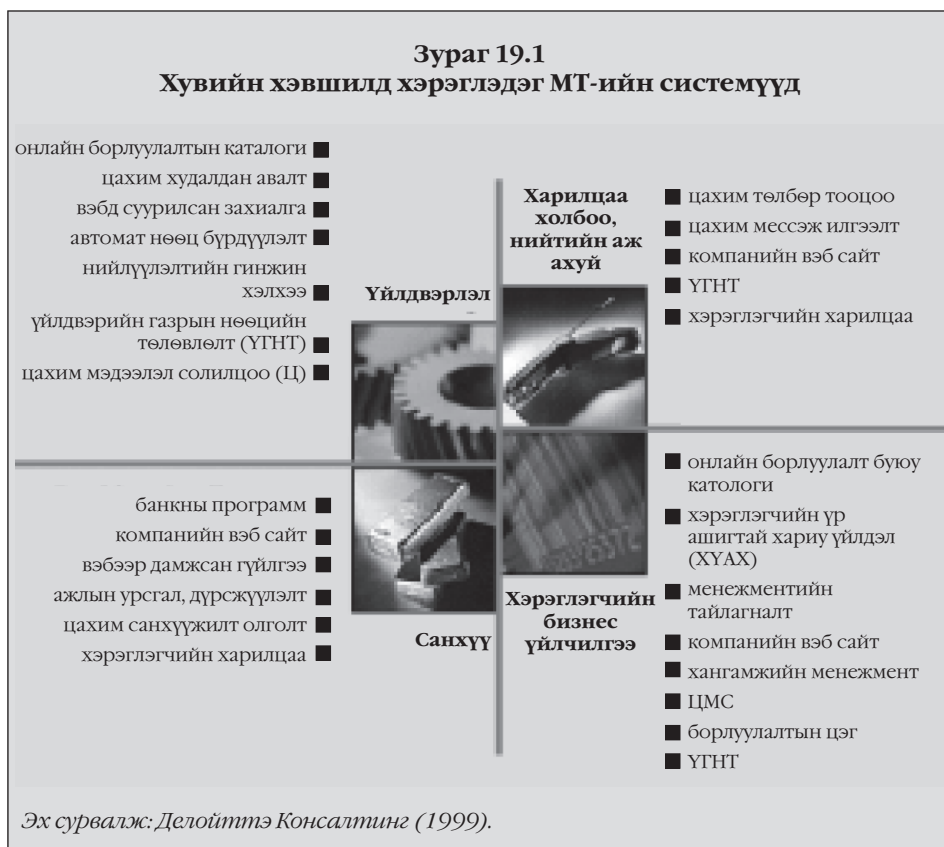 Зураг 19.1
Хувийн хэвшилд хэрэглэдэг МТ-ийн системүүд
онлайн борлуулалтын каталоги
цахим худалдан авалт
вэбд суурилсан захиалга
автомат нөөц бүрдүүлэлт
нийлүүлэлтийн гинжин
хэлхээ
үйлдвэрийн газрын нөөцийн
төлөвлөлт (ҮГНТ)
цахим мэдээлэл солилцоо (Ц)
Үйлдвэрлэл
Харилцаа
холбоо,
нийтийн аж
ахуй
цахим төлбөр тооцоо
цахим мессэж илгээлт
компанийн вэб сайт
ҮГНТ
хэрэглэгчийн харилцаа
банкны программ
компанийн вэб сайт
вэбээр дамжсан гүйлгээ
ажлын урсгал, дүрсжүүлэлт
цахим санхүүжилт олголт
хэрэглэгчийн харилцаа
Санхүү
Хэрэглэгчийн
бизнес
үйлчилгээ
онлайн борлуулалт буюу
катологи
хэрэглэгчийн үр
ашигтай хариу үйлдэл
(ХҮАХ)
менежментийн
тайлагналт
компанийн вэб сайт
хангамжийн менежмент
ЦМС
борлуулалтын цэг
ҮГНТ
Эх сурвалж: Делойттэ Консалтинг (1999).